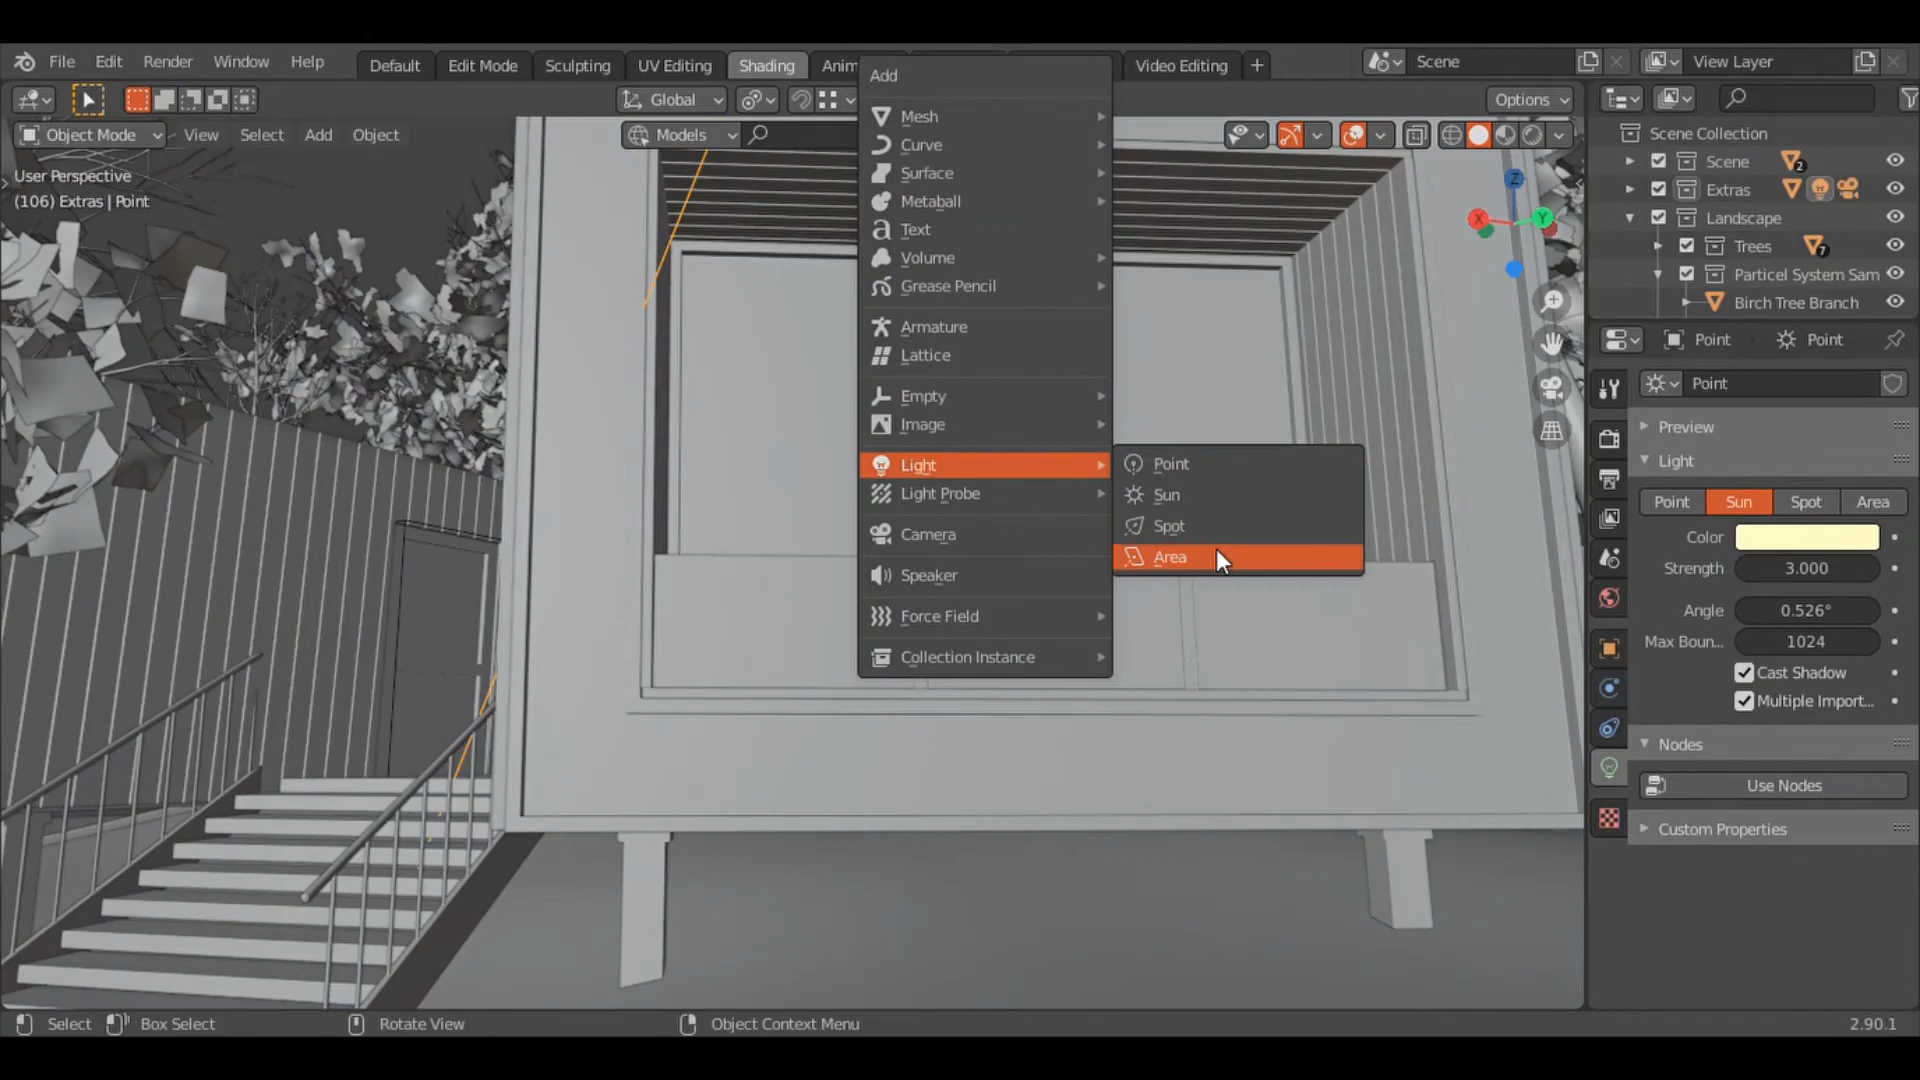 File Edit Render Window Help
Default Edit Mode Sculpting UV Editing Shading Anim Video Editing +
Scene
View Layer
Global
Options
Object Mode View Select Add Object
Models
User Perspective
(106) Extras | Point
Add
Mesh
Curve
Surface
Metaball
Text
Volume
Grease Pencil
Armature
Lattice
Empty
Image
Light
Light Probe
Camera
Speaker
Force Field
Collection Instance
Point
Sun
Spot
Area
Z
X
Y
Scene Collection
Scene 2
Extras
Landscape
Trees 7
Particel System Sam
Birch Tree Branch
Point Point
Point
Preview
Light
Point Sun Spot Area
Color
Strength 3.000
Angle 0.526°
Max Boun... 1024
Cast Shadow
Multiple Import...
Nodes
Use Nodes
Custom Properties
Select Box Select Rotate View Object Context Menu 2.90.1